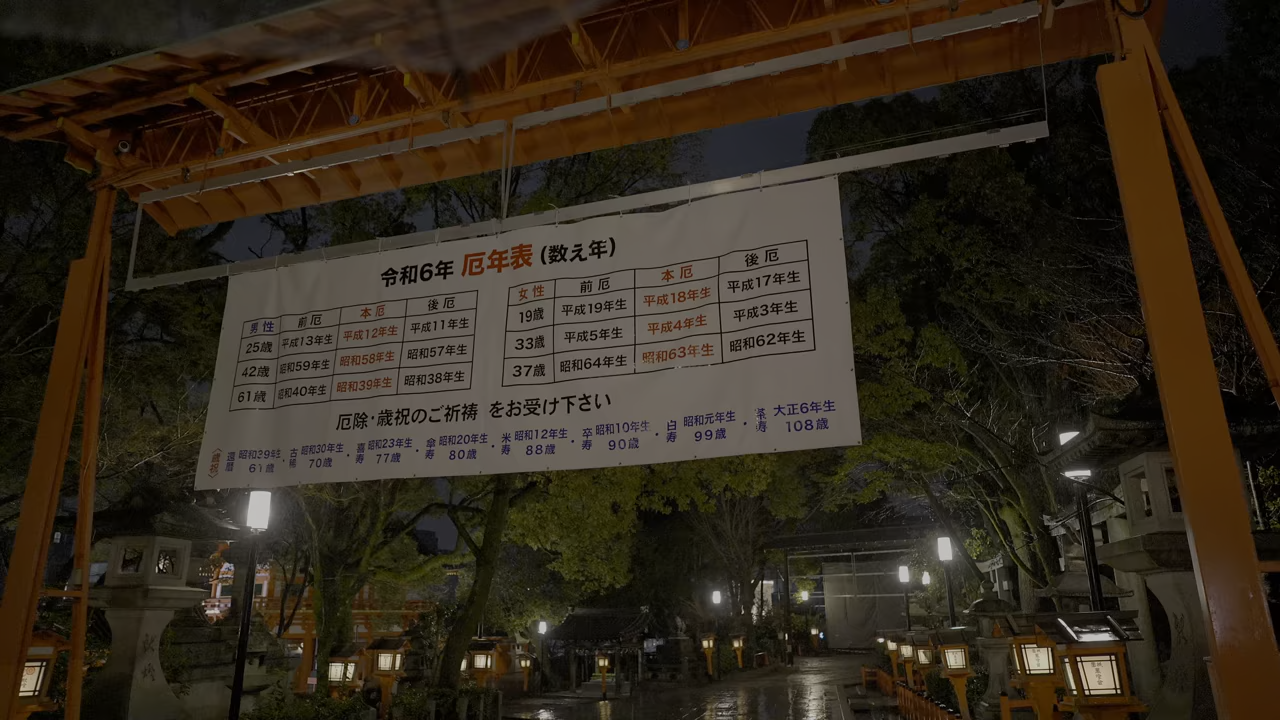 令和6年 厄年表 (数え年)
男性 前厄 本厄 後厄
25歳 平成13年生 平成12年生 平成11年生
42歳 昭和59年生 昭和58年生 昭和57年生
61歳 昭和40年生 昭和39年生 昭和38年生
女性 前厄 本厄 後厄
19歳 平成19年生 平成18年生 平成17年生
33歳 平成5年生 平成4年生 平成3年生
37歳 昭和64年生 昭和63年生 昭和62年生
厄除・歳祝のご祈祷 をお受け下さい
〈歳祝〉 還暦 昭和39年生 61歳・古稀 昭和30年生 70歳・喜寿 昭和23年生 77歳・傘寿 昭和20年生 80歳・米寿 昭和12年生 88歳・卒寿 昭和10年生 90歳・白寿 昭和元年生 99歳・茶寿 大正6年生 108歳